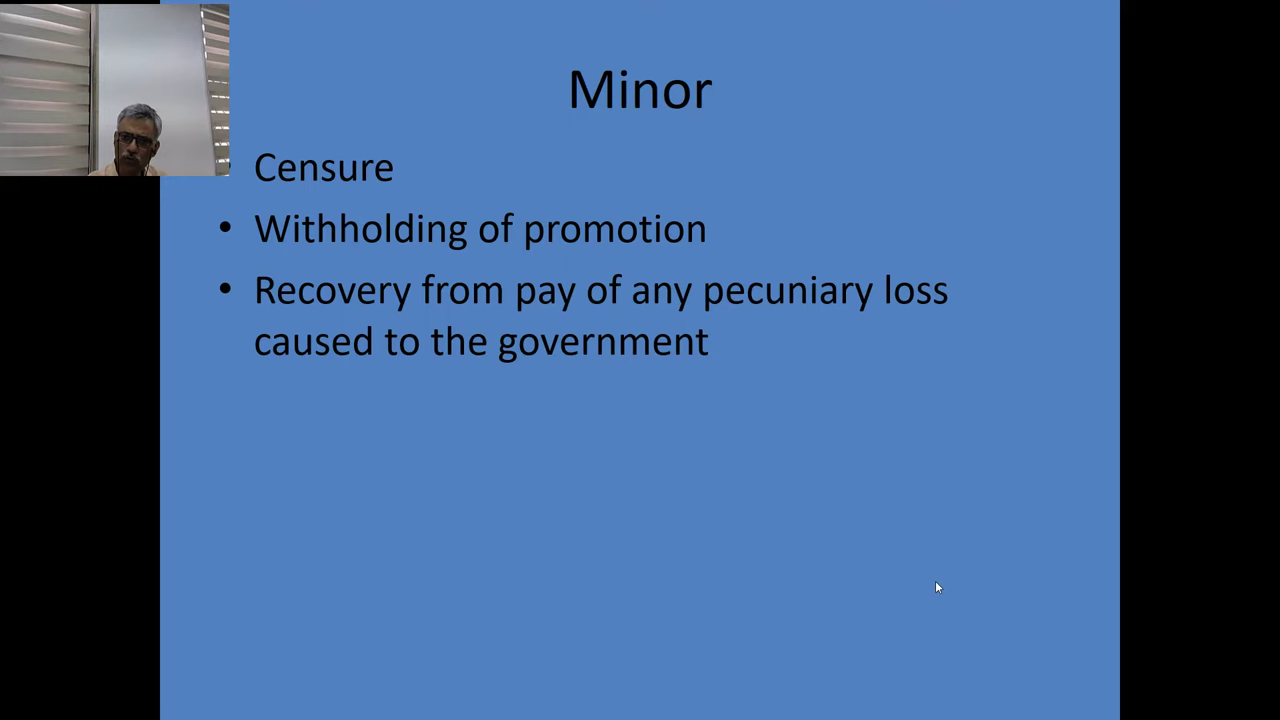 Minor
Censure
• Withholding of promotion
• Recovery from pay of any pecuniary loss
caused to the government